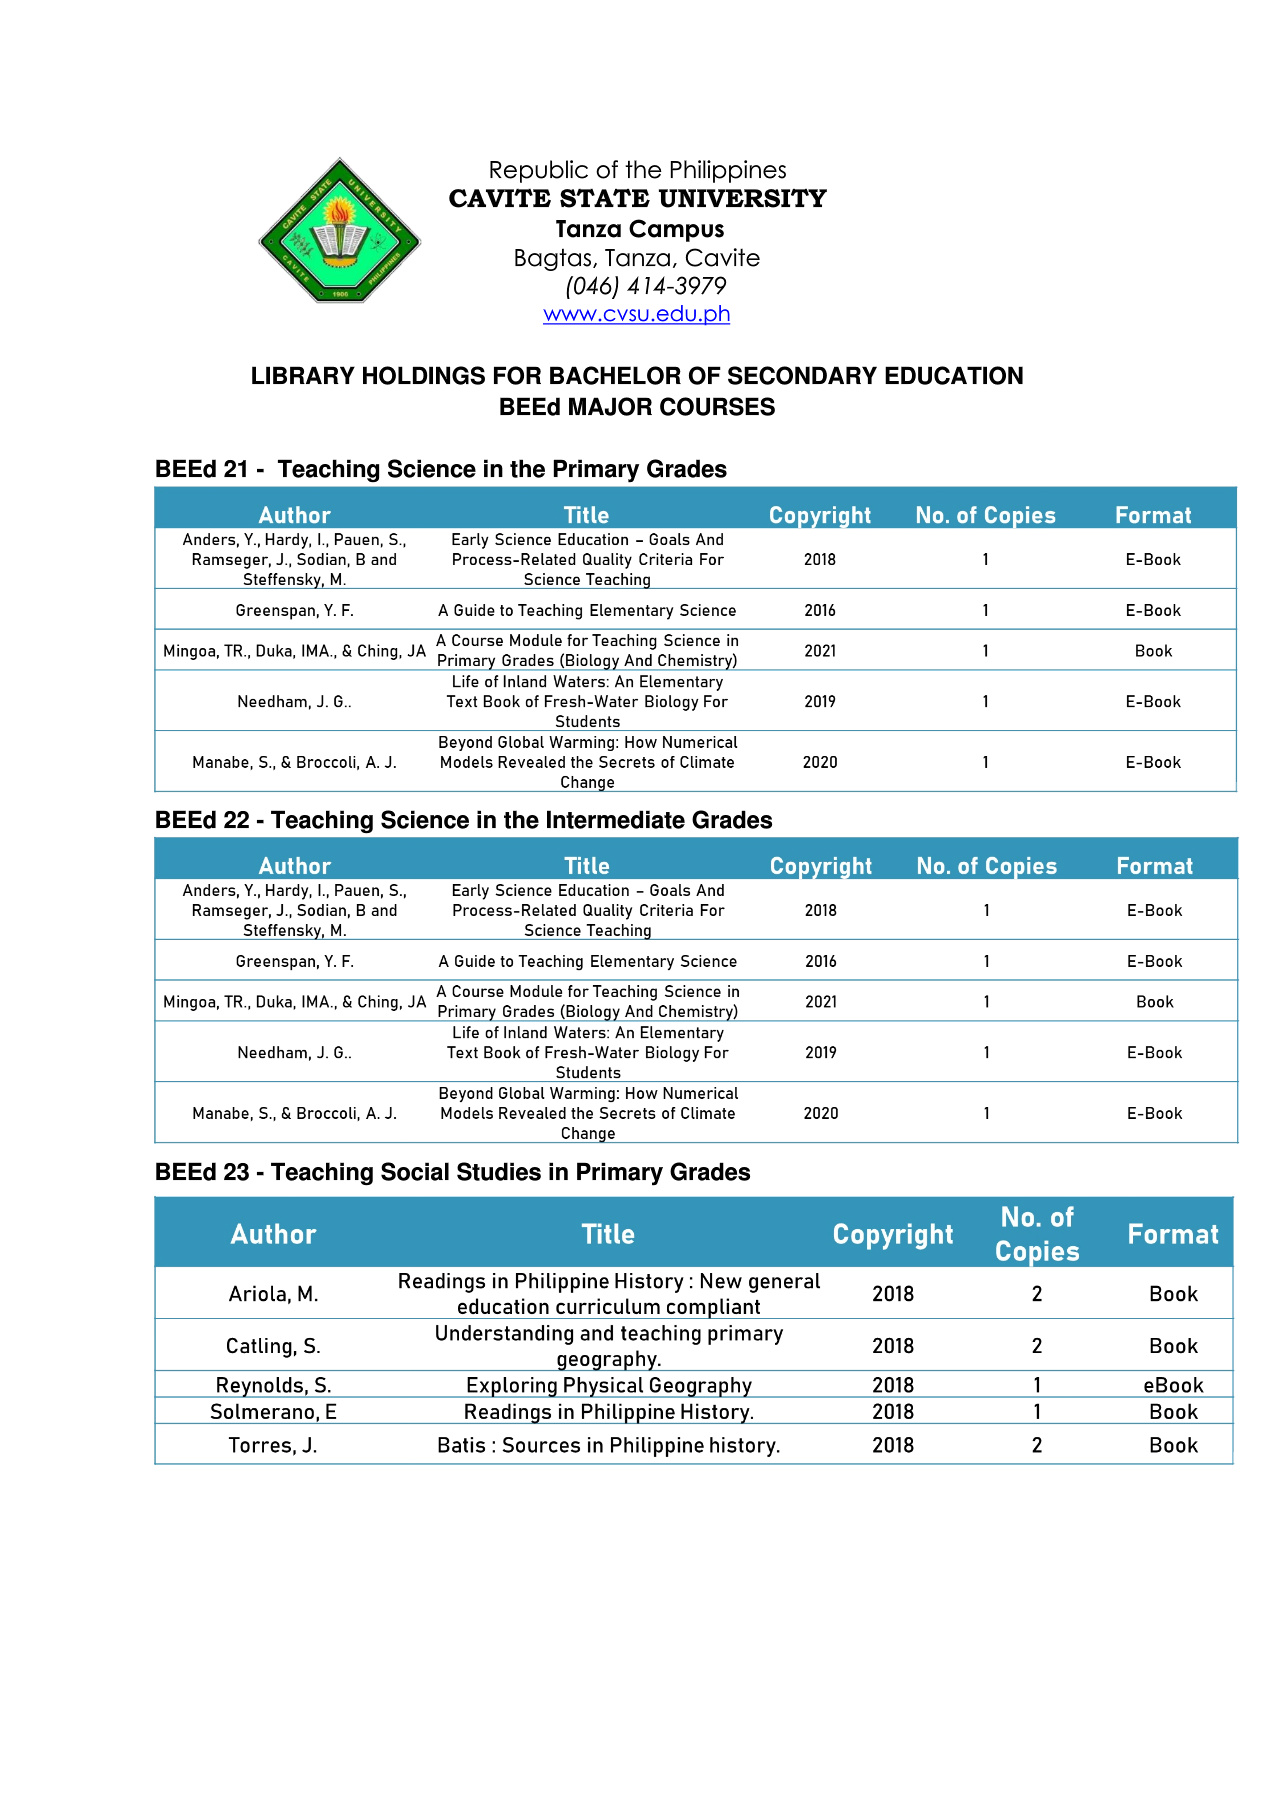 CAVITE STATE UNIVERSITY
CAVITE PHILIPPINES
1906
Republic of the Philippines
CAVITE STATE UNIVERSITY
Tanza Campus
Bagtas, Tanza, Cavite
(046) 414-3979
www.cvsu.edu.ph
LIBRARY HOLDINGS FOR BACHELOR OF SECONDARY EDUCATION
BEEd MAJOR COURSES
BEEd 21 -  Teaching Science in the Primary Grades
Author Title Copyright No. of Copies Format
Anders, Y., Hardy, I., Pauen, S., Early Science Education – Goals And
Ramseger, J., Sodian, B and Process-Related Quality Criteria For 2018 1 E-Book
Steffensky, M. Science Teaching
Greenspan, Y. F. A Guide to Teaching Elementary Science 2016 1 E-Book
Mingoa, TR., Duka, IMA., & Ching, JA A Course Module for Teaching Science in 2021 1 Book
Primary Grades (Biology And Chemistry)
Life of Inland Waters: An Elementary
Needham, J. G.. Text Book of Fresh-Water Biology For 2019 1 E-Book
Students
Beyond Global Warming: How Numerical
Manabe, S., & Broccoli, A. J. Models Revealed the Secrets of Climate 2020 1 E-Book
Change
BEEd 22 - Teaching Science in the Intermediate Grades
Author Title Copyright No. of Copies Format
Anders, Y., Hardy, I., Pauen, S., Early Science Education – Goals And
Ramseger, J., Sodian, B and Process-Related Quality Criteria For 2018 1 E-Book
Steffensky, M. Science Teaching
Greenspan, Y. F. A Guide to Teaching Elementary Science 2016 1 E-Book
Mingoa, TR., Duka, IMA., & Ching, JA A Course Module for Teaching Science in 2021 1 Book
Primary Grades (Biology And Chemistry)
Life of Inland Waters: An Elementary
Needham, J. G.. Text Book of Fresh-Water Biology For 2019 1 E-Book
Students
Beyond Global Warming: How Numerical
Manabe, S., & Broccoli, A. J. Models Revealed the Secrets of Climate 2020 1 E-Book
Change
BEEd 23 - Teaching Social Studies in Primary Grades
Author Title Copyright No. of Copies Format
Ariola, M. Readings in Philippine History : New general 2018 2 Book
education curriculum compliant
Catling, S. Understanding and teaching primary 2018 2 Book
geography.
Reynolds, S. Exploring Physical Geography 2018 1 eBook
Solmerano, E Readings in Philippine History. 2018 1 Book
Torres, J. Batis : Sources in Philippine history. 2018 2 Book